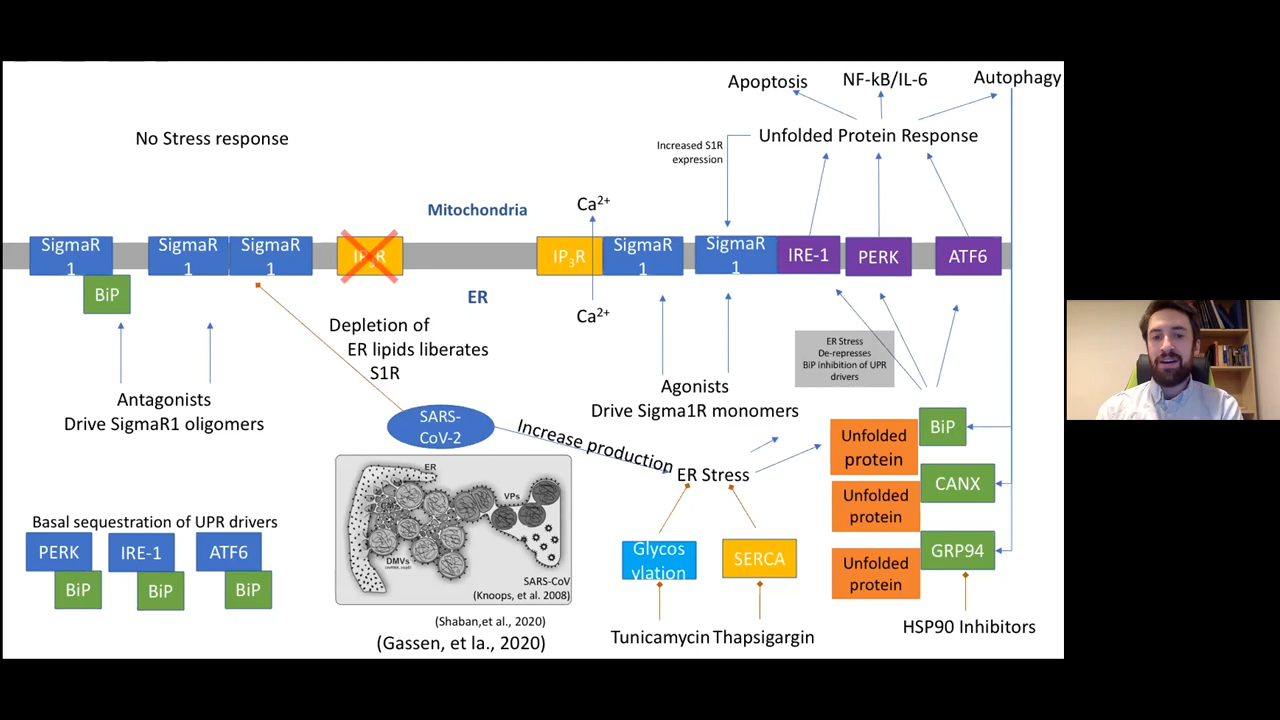 Apoptosis
NF-kB/IL-6
Autophagy
No Stress response
Unfolded Protein Response
Increased S1R
expression
Mitochondria
Ca2+
SigmaR
1
SigmaR
1
SigmaR
1
IP3R
IP3R
SigmaR
1
SigmaR
1
IRE-1
PERK
ATF6
BiP
ER
Ca2+
Depletion of
ER lipids liberates
S1R
ER Stress
De-represses
BiP inhibition of UPR
drivers
Antagonists
Drive SigmaR1 oligomers
Agonists
Drive Sigma1R monomers
SARS-
CoV-2
Increase production
ER Stress
Unfolded
protein
BiP
Unfolded
protein
CANX
Unfolded
protein
GRP94
HSP90 Inhibitors
Basal sequestration of UPR drivers
PERK
IRE-1
ATF6
BiP
BiP
BiP
ER
VPs
DMVs
SARS-CoV
(Knoops, et al. 2008)
(Shaban,et al., 2020)
(Gassen, et la., 2020)
Glycos
ylation
SERCA
Tunicamycin
Thapsigargin